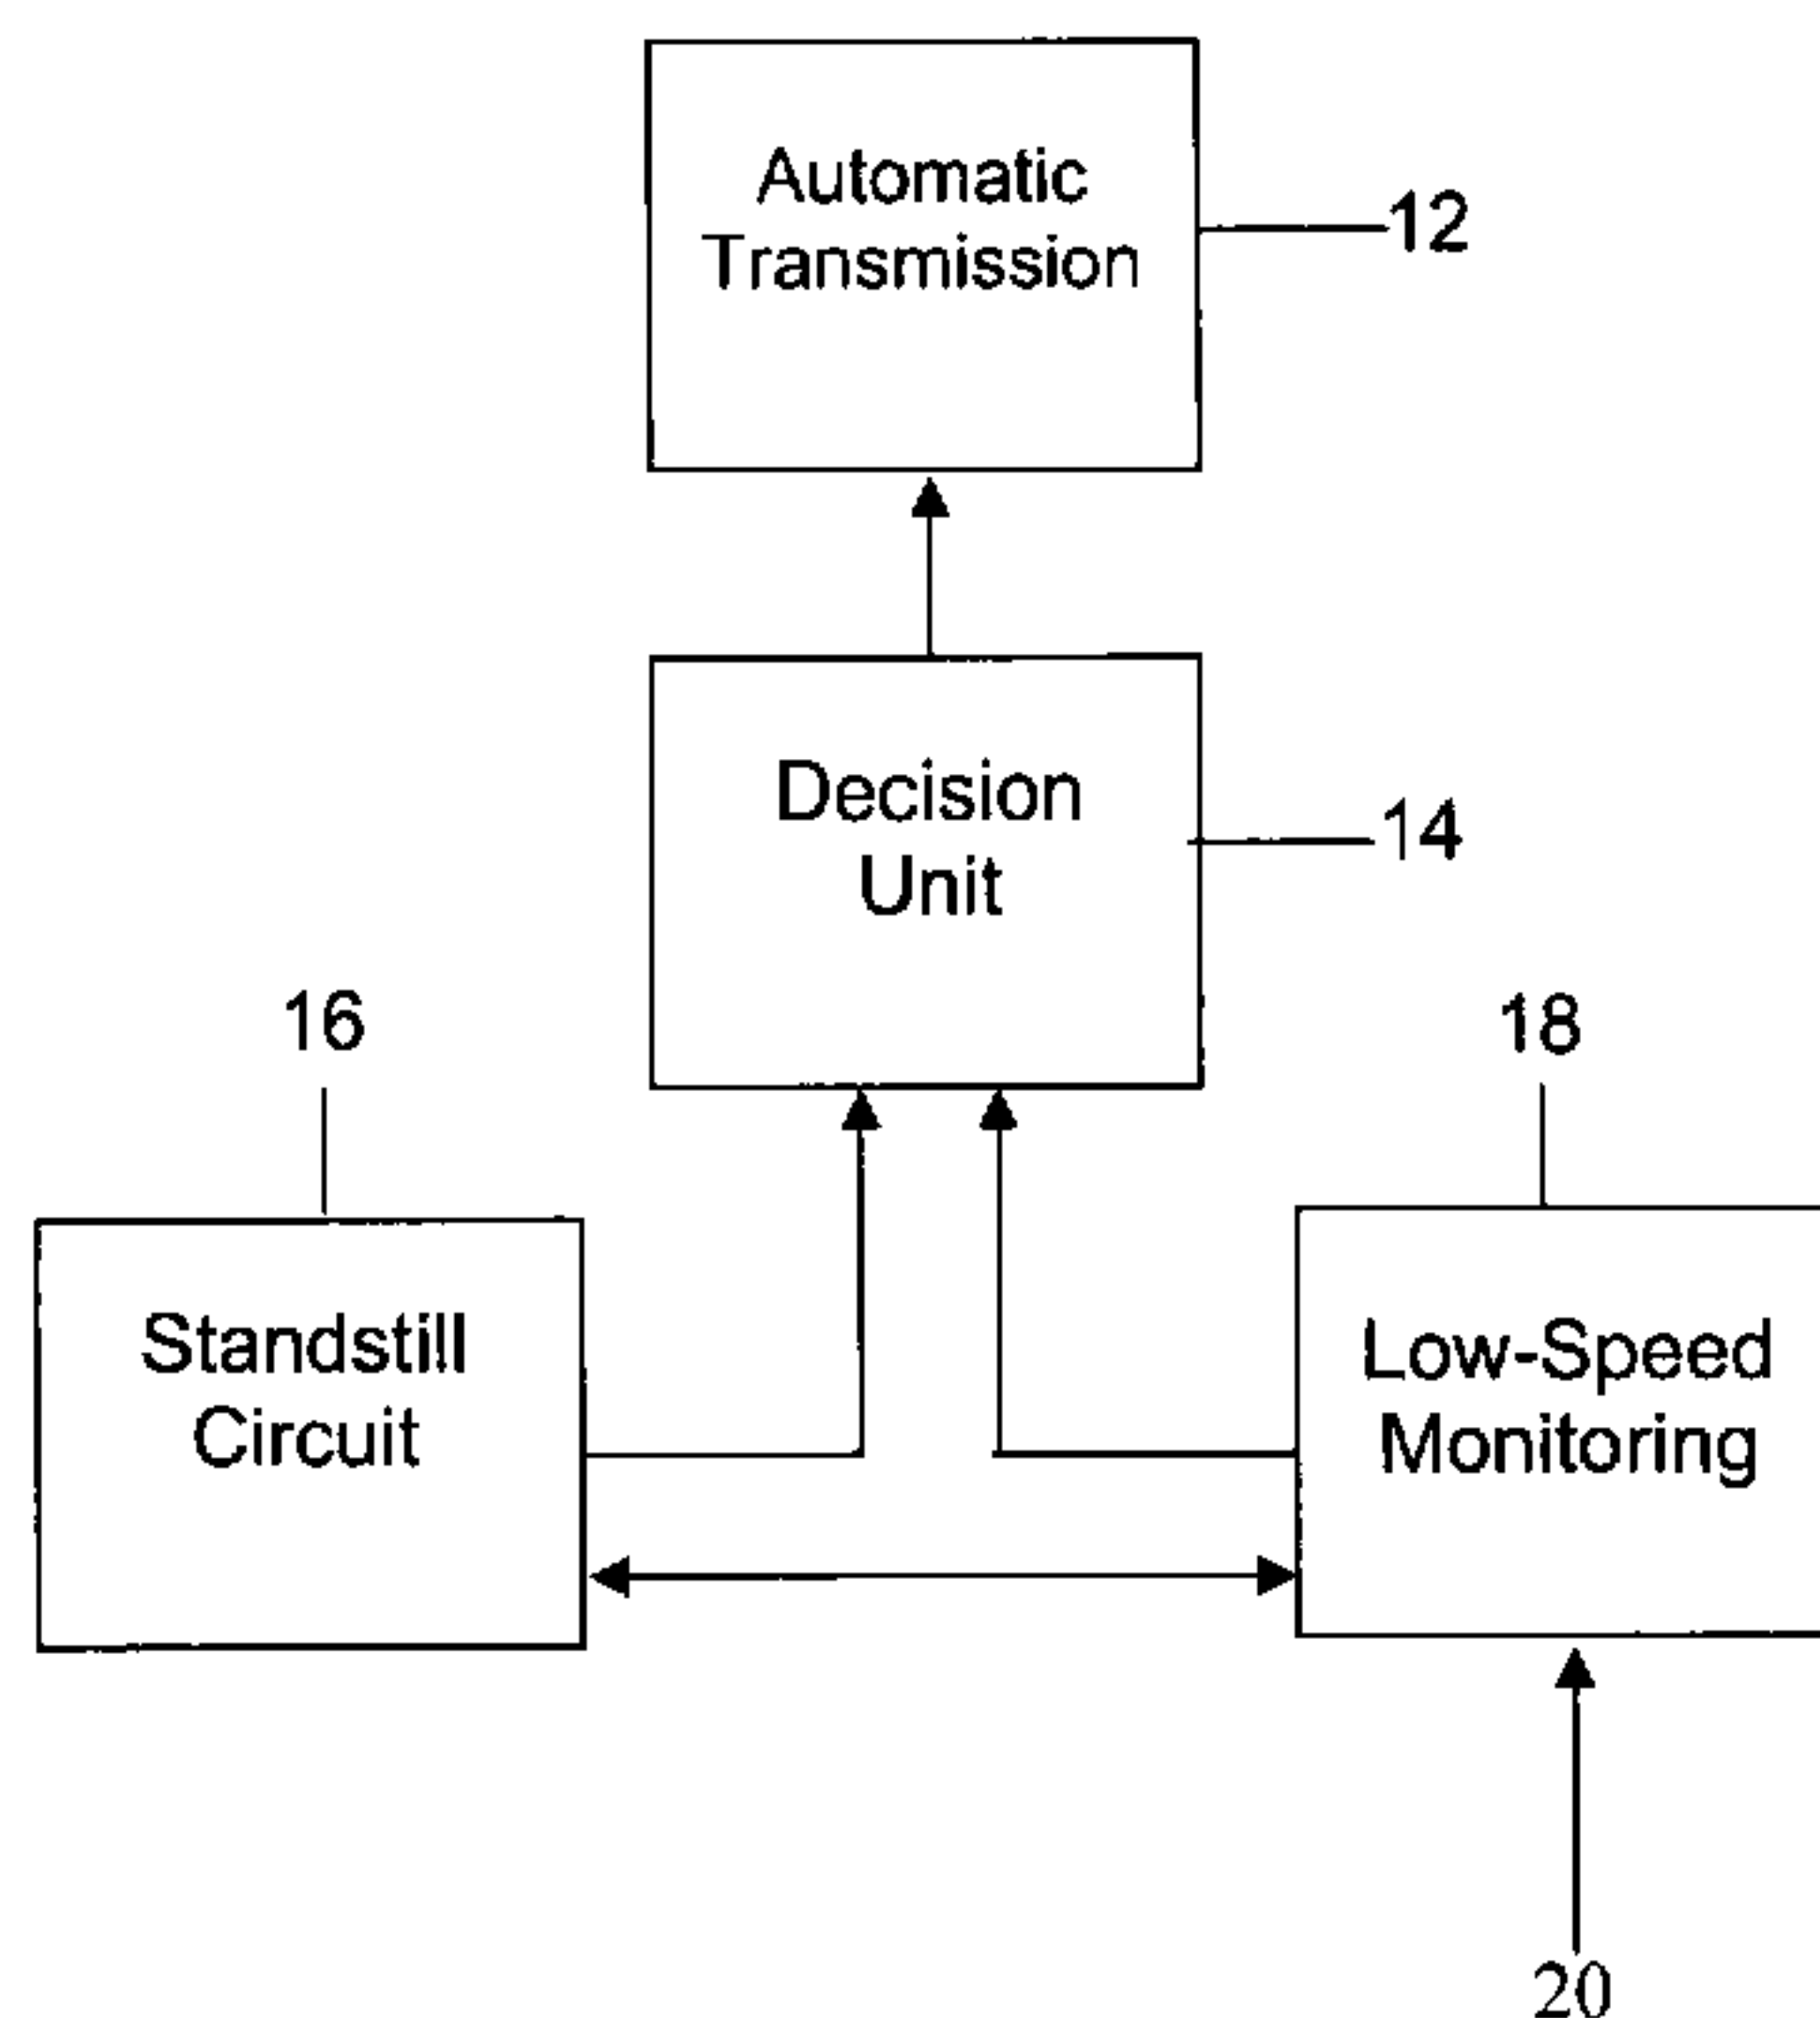 Automatic
Transmission
12
Decision
Unit
14
16
18
Standstill
Circuit
Low-Speed
Monitoring
20